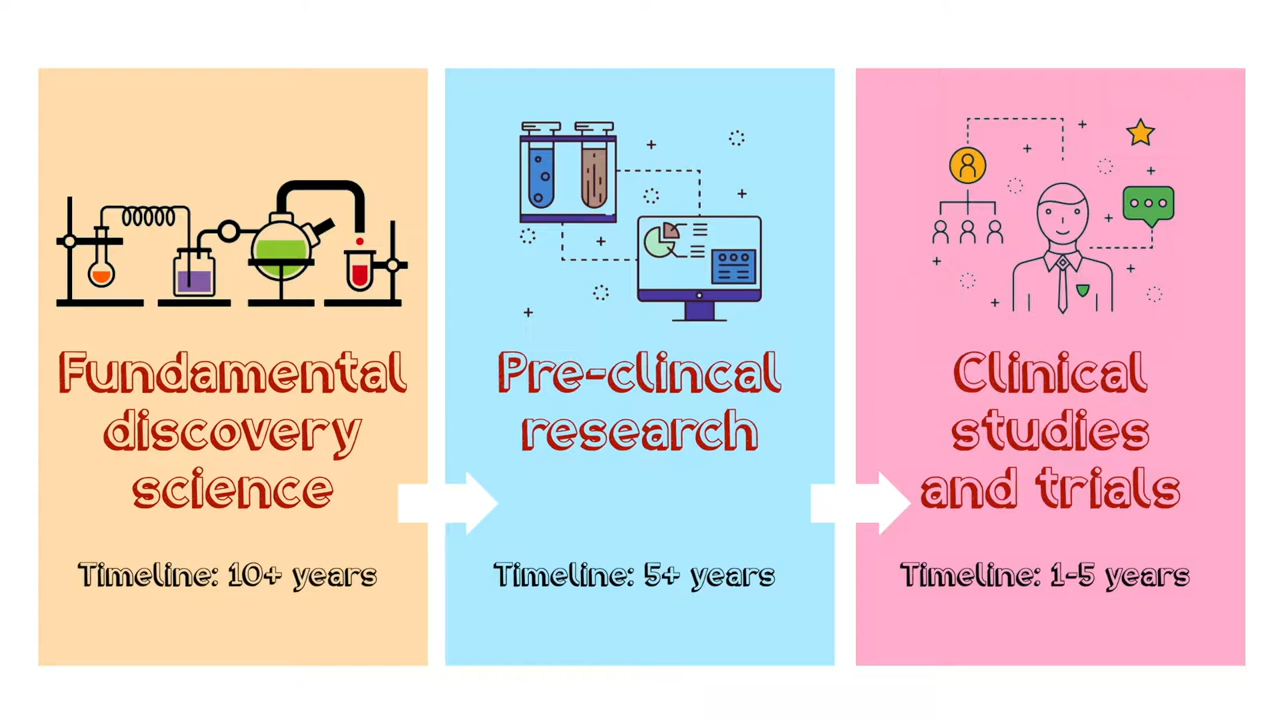 Fundamental
discovery
science
Timeline: 10+ years
Pre-clincal
research
Timeline: 5+ years
Clinical
studies
and trials
Timeline: 1-5 years